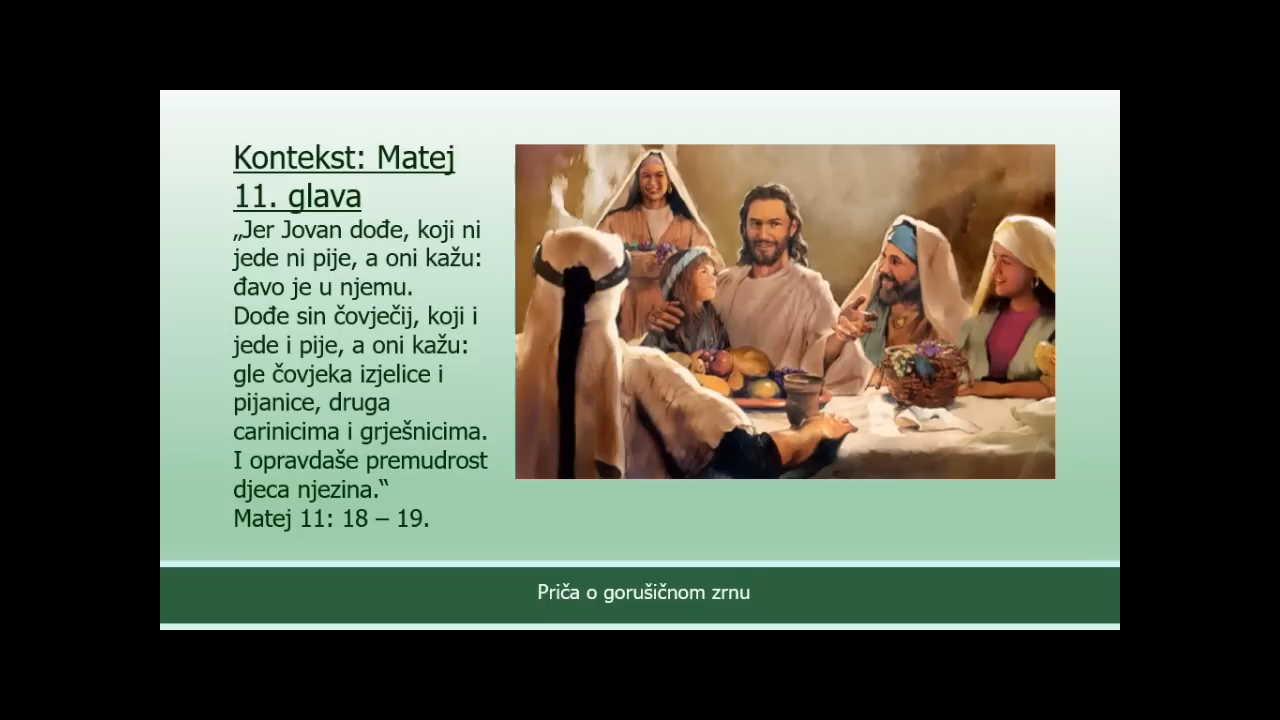 Kontekst: Matej
11. glava
„Jer Jovan dođe, koji ni
jede ni pije, a oni kažu:
đavo je u njemu.
Dođe sin čovječij, koji i
jede i pije, a oni kažu:
gle čovjeka izjelice i
pijanice, druga
carinicima i grješnicima.
I opravdaše premudrost
djeca njezina.“
Matej 11: 18 – 19.
Priča o gorušičnom zrnu